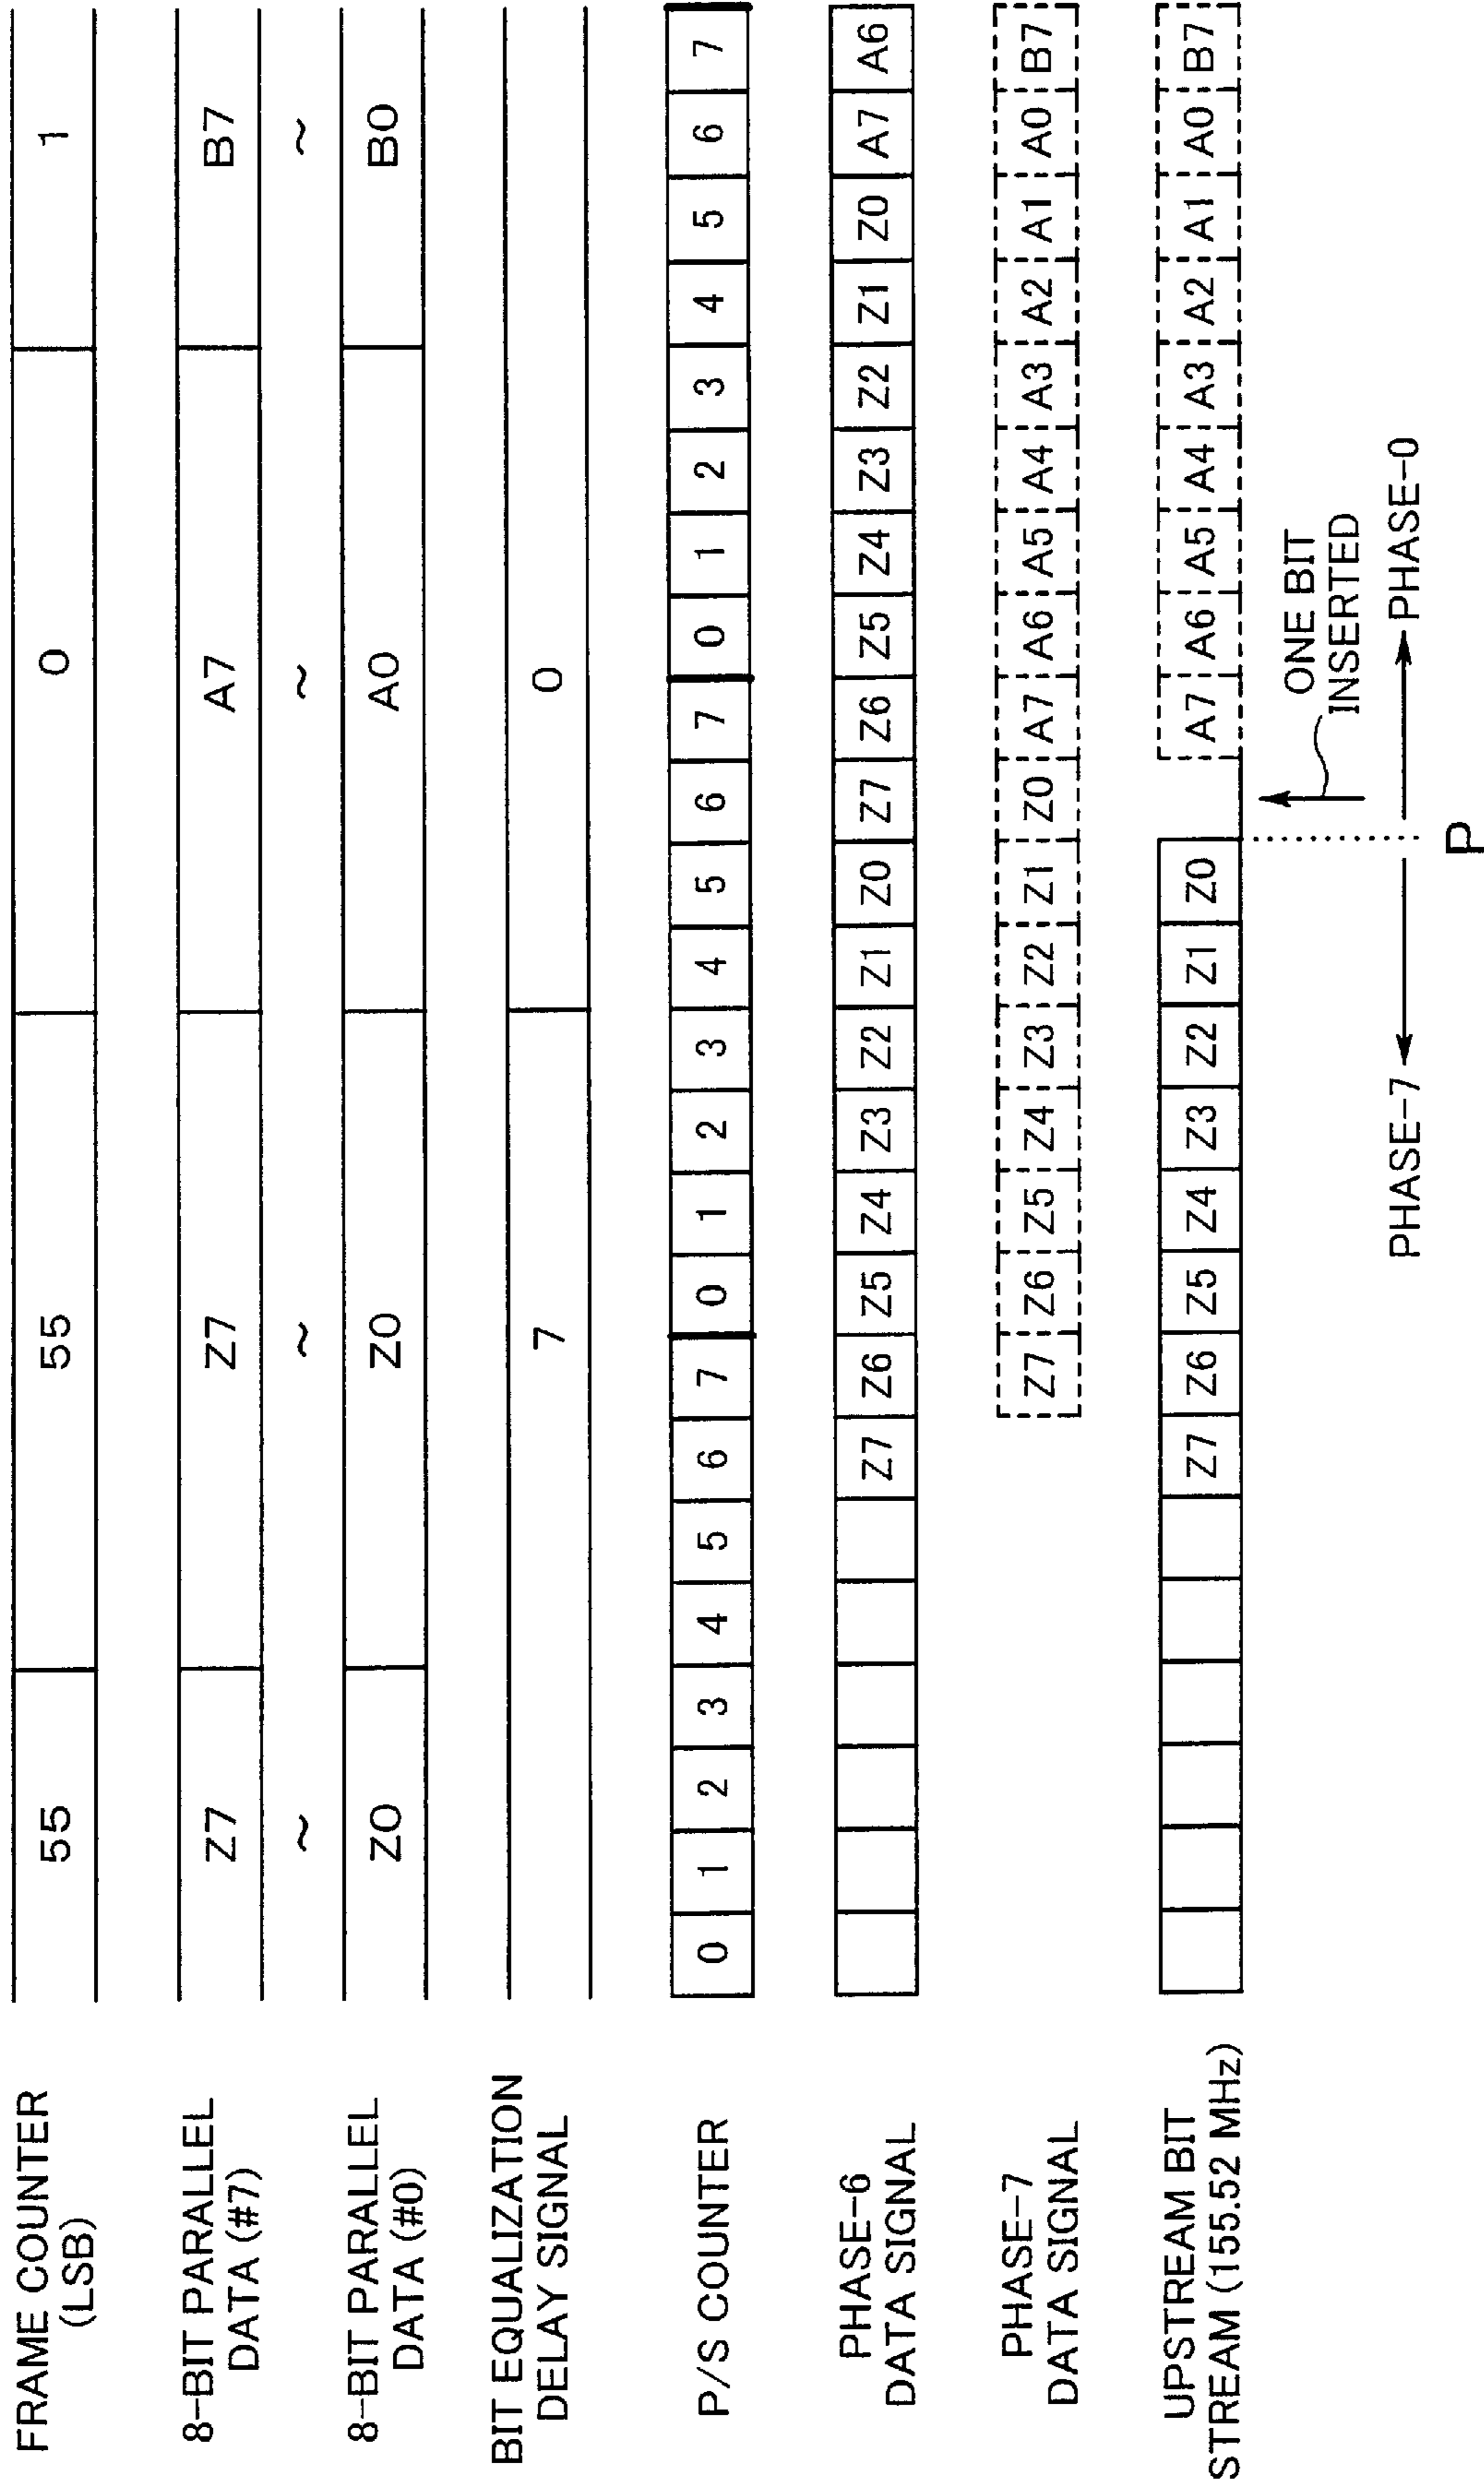 FRAME COUNTER
(LSB)
55 55 0 1
8-BIT PARALLEL
DATA (#7)
Z7 Z7 A7 B7
~ ~ ~ ~
8-BIT PARALLEL
DATA (#0)
Z0 Z0 A0 B0
BIT EQUALIZATION
DELAY SIGNAL
7 0
P/S COUNTER
0 1 2 3 4 5 6 7 0 1 2 3 4 5 6 7 0 1 2 3 4 5 6 7
PHASE-6
DATA SIGNAL
Z7 Z6 Z5 Z4 Z3 Z2 Z1 Z0 Z7 Z6 Z5 Z4 Z3 Z2 Z1 Z0 A7 A6
PHASE-7
DATA SIGNAL
Z7 Z6 Z5 Z4 Z3 Z2 Z1 Z0 A7 A6 A5 A4 A3 A2 A1 A0 B7
UPSTREAM BIT
STREAM (155.52 MHz)
Z7 Z6 Z5 Z4 Z3 Z2 Z1 Z0 A7 A6 A5 A4 A3 A2 A1 A0 B7
ONE BIT
INSERTED
PHASE-7 PHASE-0
P